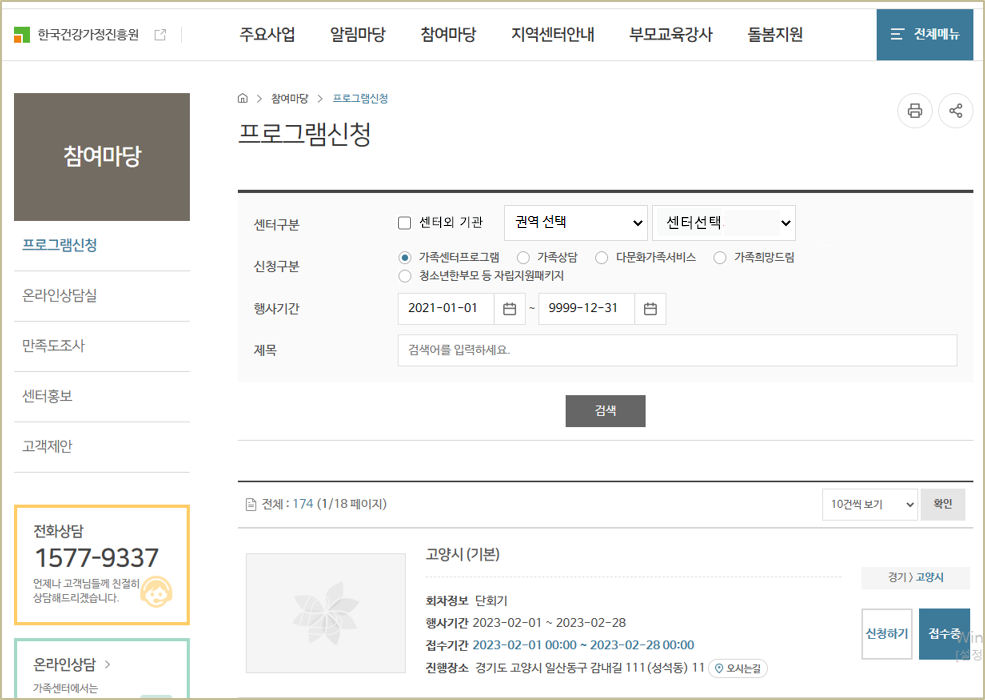 한국건강가정진흥원
주요사업 알림마당 참여마당 지역센터안내 부모교육강사 돌봄지원
전체메뉴
참여마당
프로그램신청
온라인상담실
만족도조사
센터홍보
고객제안
전화상담
1577-9337
언제나 고객님들께 친절히
상담해드리겠습니다.
온라인상담 >
가족센터에서는
> 참여마당 > 프로그램신청
프로그램신청
센터구분 센터외 기관 권역 선택 센터선택
신청구분 가족센터프로그램 가족상담 다문화가족서비스 가족희망드림
청소년한부모 등 자립지원패키지
행사기간 2021-01-01 ~ 9999-12-31
제목 검색어를 입력하세요.
검색
전체 : 174 (1/18 페이지) 10건씩 보기 확인
고양시 (기본)
경기 > 고양시
회차정보 단회기
행사기간 2023-02-01 ~ 2023-02-28
접수기간 2023-02-01 00:00 ~ 2023-02-28 00:00
진행장소 경기도 고양시 일산동구 감내길 111 (성석동) 11 오시는길
신청하기 접수중
Win
[설정